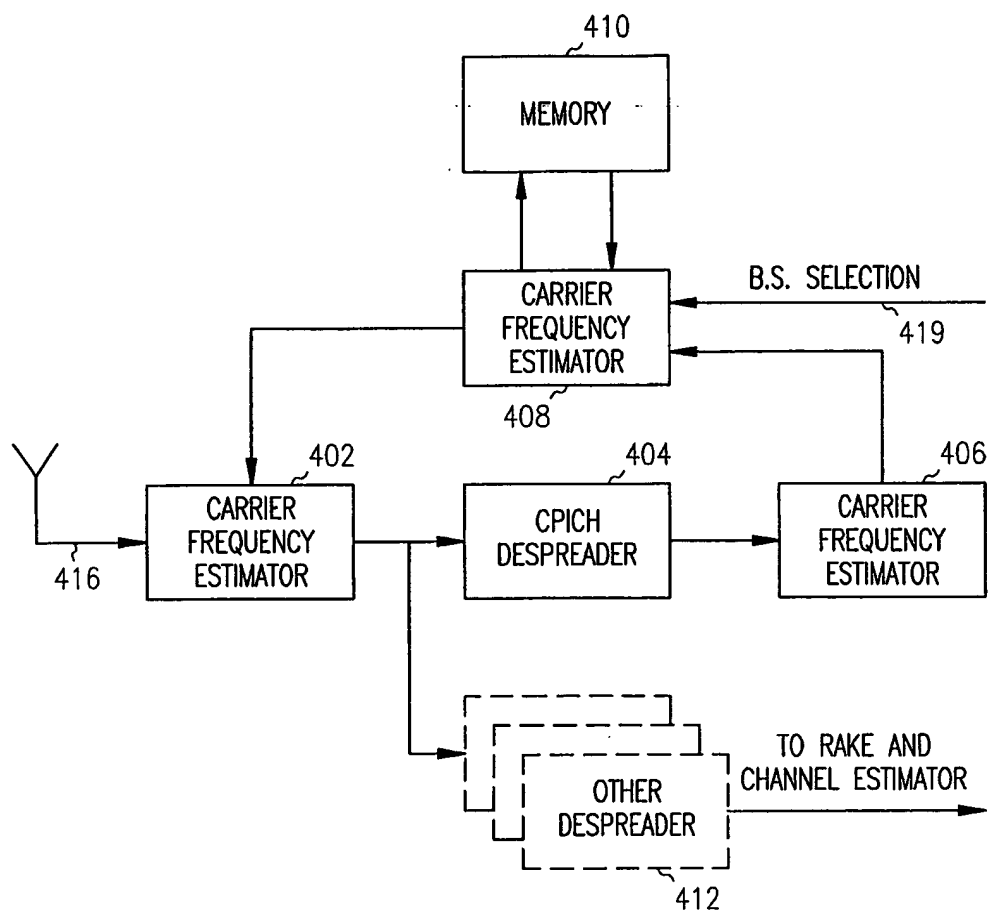 410
MEMORY
B.S. SELECTION
419
CARRIER
FREQUENCY
ESTIMATOR
408
402
CARRIER
FREQUENCY
ESTIMATOR
416
404
CPICH
DESPREADER
406
CARRIER
FREQUENCY
ESTIMATOR
TO RAKE AND
CHANNEL ESTIMATOR
OTHER
DESPREADER
412